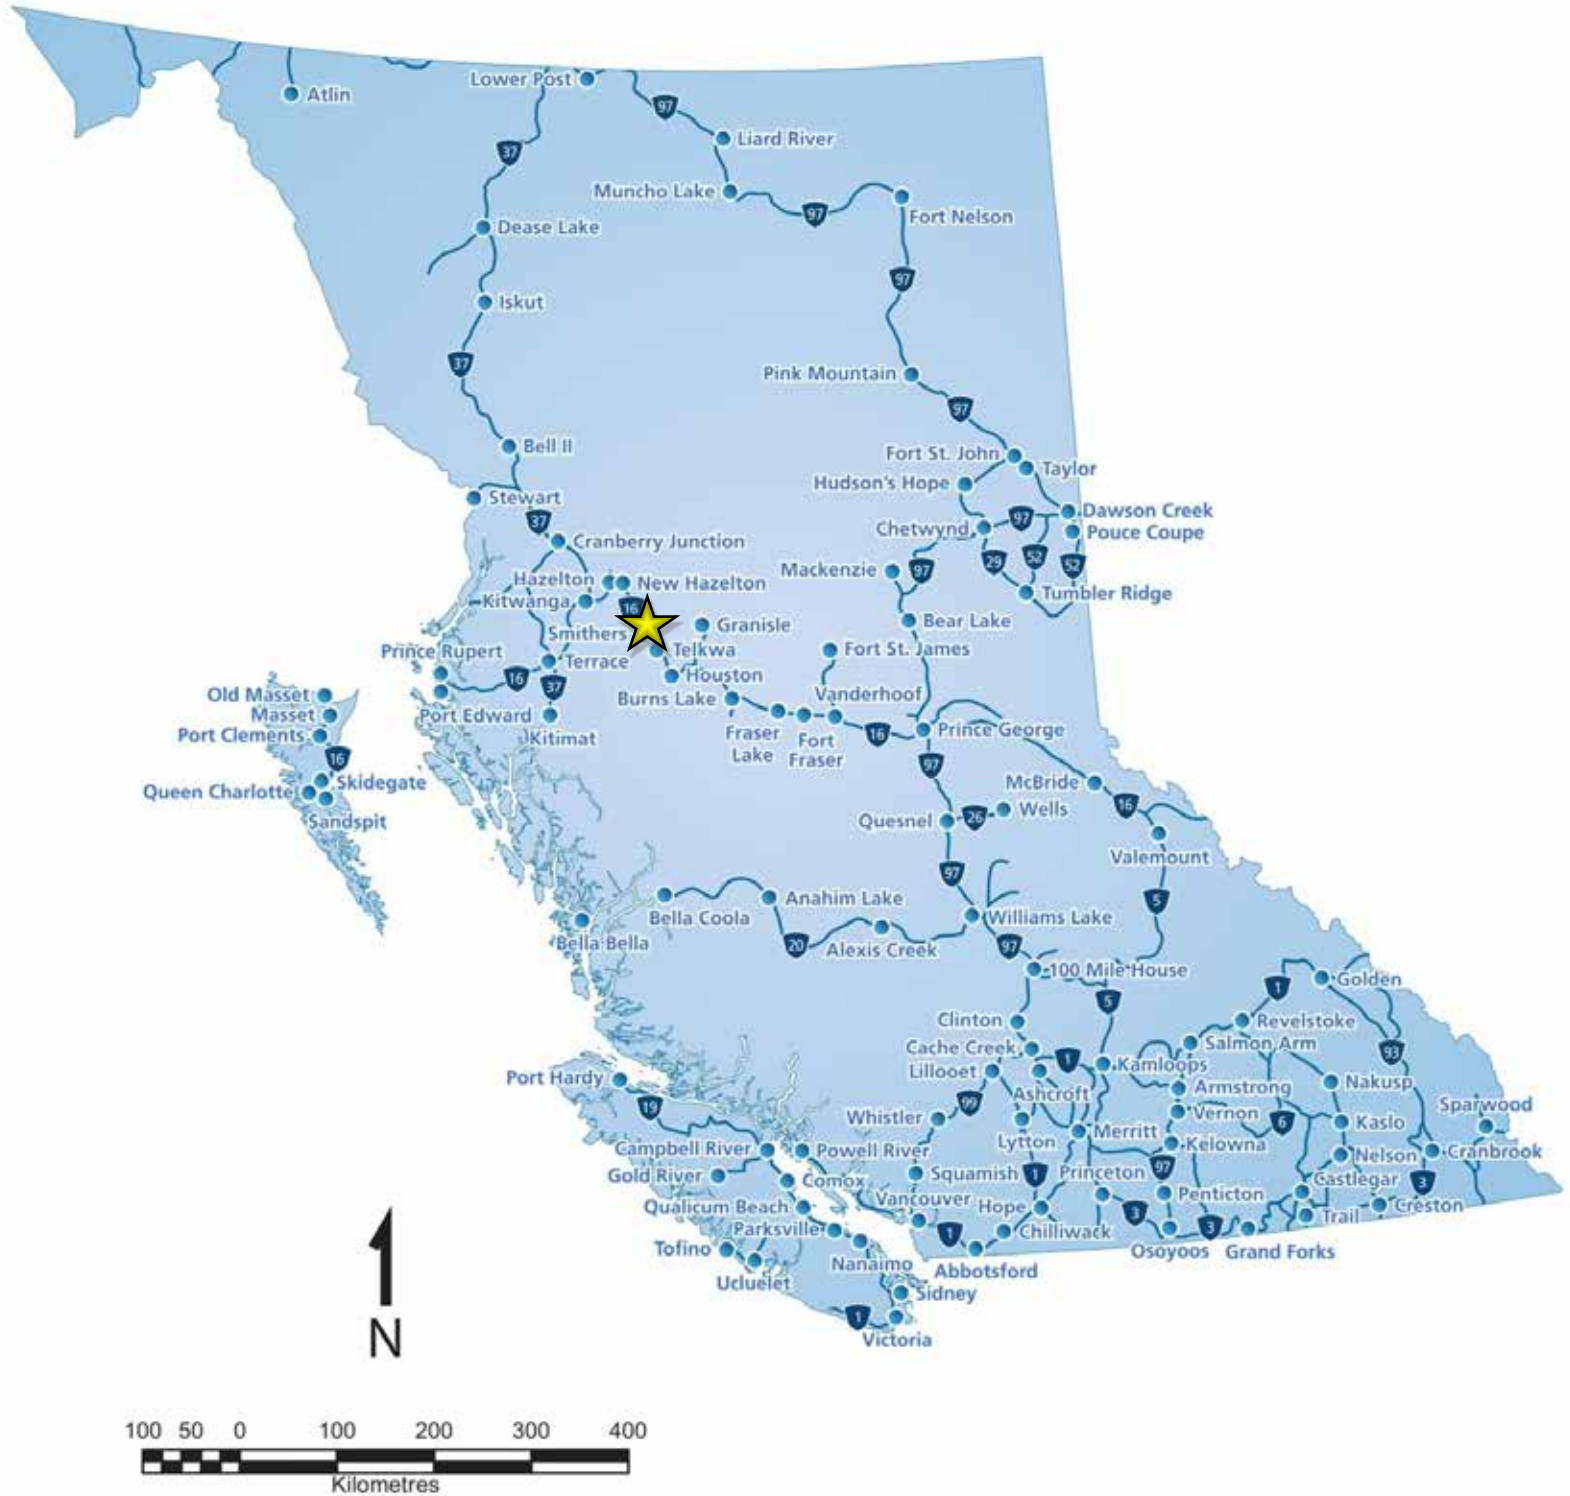 Lower Post
97
Atlin
Liard River
37
Muncho Lake
97
Fort Nelson
Dease Lake
97
Iskut
37
Pink Mountain
97
Bell II
Fort St. John
Taylor
Hudson's Hope
Stewart
Dawson Creek
97
37
Chetwynd
Pouce Coupe
Cranberry Junction
52
29
52
Mackenzie
97
Hazelton
New Hazelton
Tumbler Ridge
Kitwanga
16
Bear Lake
Granisle
Smithers
Prince Rupert
Telkwa
Fort St. James
Terrace
Houston
16
37
Old Masset
Burns Lake
Vanderhoof
Masset
Port Edward
Port Clements
Kitimat
Fraser
Lake
Fort
Fraser
16
Prince George
16
97
Skidegate
Queen Charlotte
McBride
16
Sandspit
Quesnel
26
Wells
Valemount
97
5
Anahim Lake
Bella Coola
Williams Lake
Bella Bella
20
Alexis Creek
97
100 Mile House
Golden
1
5
Clinton
Revelstoke
Cache Creek
1
Salmon Arm
93
Lillooet
Kamloops
Port Hardy
Nakusp
Ashcroft
Armstrong
19
99
Sparwood
Whistler
Vernon
6
Kaslo
Lytton
Merritt
Kelowna
Campbell River
Powell River
Nelson
Cranbrook
Gold River
Squamish
1
Princeton
97
Comox
Castlegar
3
Qualicum Beach
Vancouver
Hope
Penticton
Creston
Parksville
1
Chilliwack
3
3
Trail
Tofino
Osoyoos
Grand Forks
Nanaimo
Abbotsford
Ucluelet
Sidney
1
Victoria
N
100 50 0 100 200 300 400
Kilometres